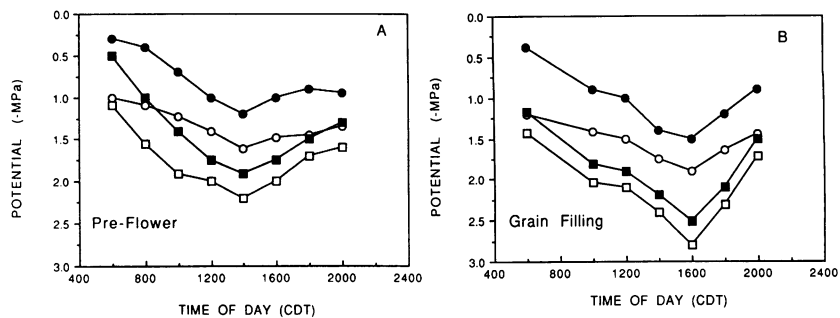 A
0.0
0.5
1.0
1.5
2.0
2.5
3.0
POTENTIAL (-MPa)
Pre-Flower
400 800 1200 1600 2000 2400
TIME OF DAY (CDT)
B
0.0
0.5
1.0
1.5
2.0
2.5
3.0
POTENTIAL (-MPa)
Grain Filling
400 800 1200 1600 2000 2400
TIME OF DAY (CDT)